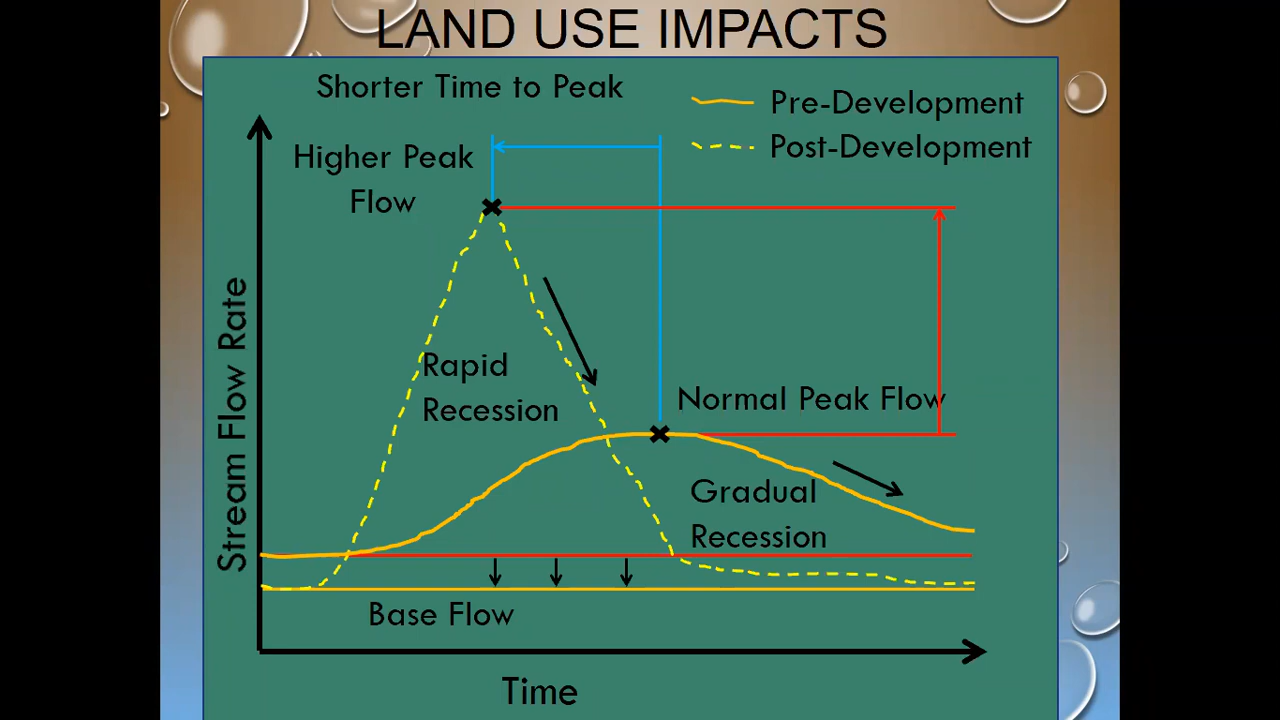 LAND USE IMPACTS
Shorter Time to Peak
Pre-Development
Post-Development
Higher Peak
Flow
Stream Flow Rate
Rapid
Recession
Normal Peak Flow
Gradual
Recession
Base Flow
Time